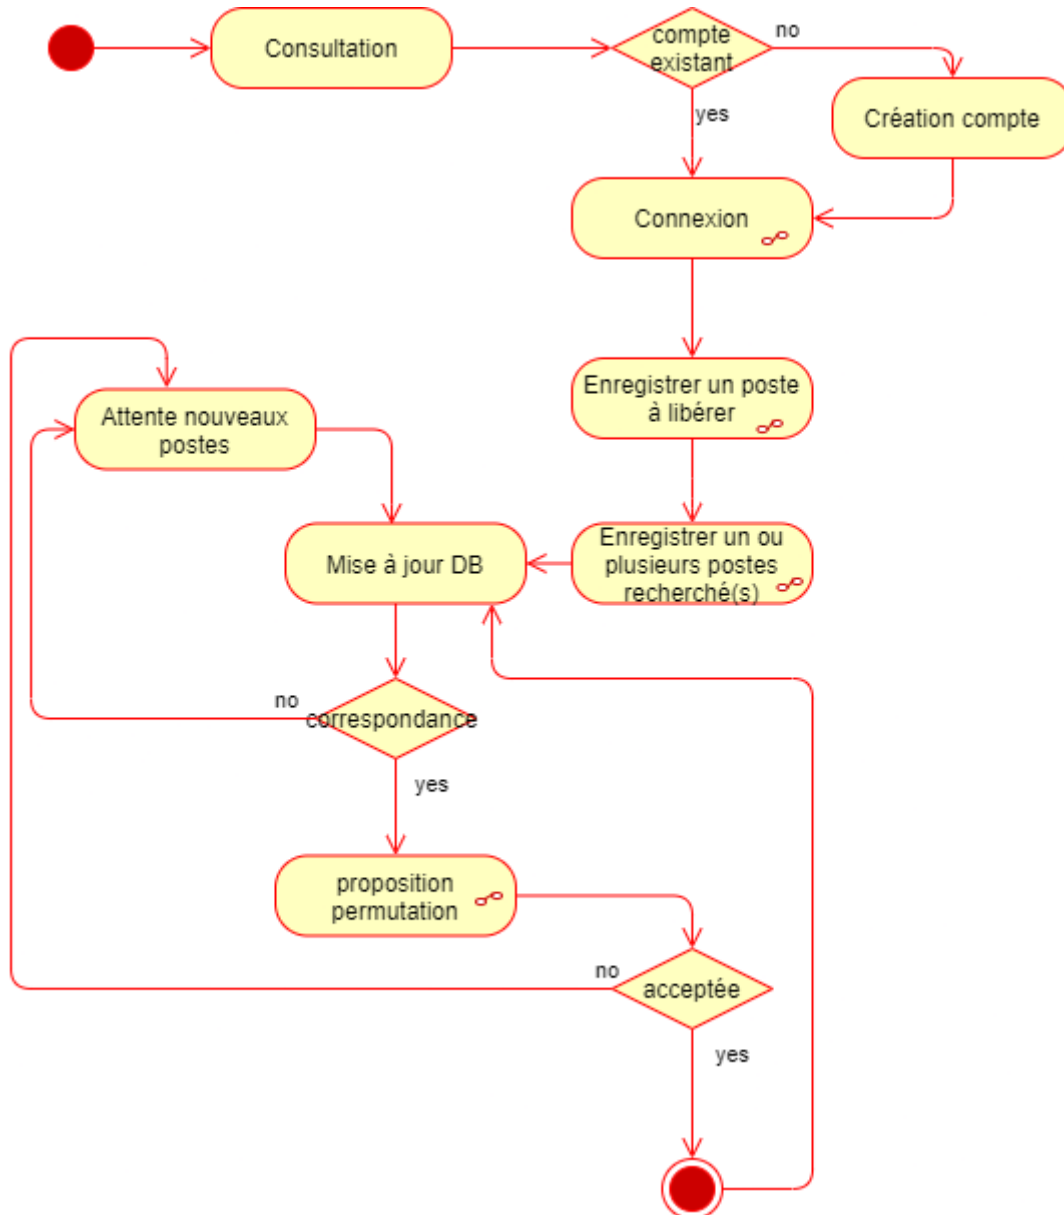 Consultation
compte
existant
no
yes
Création compte
Connexion
Enregistrer un poste
à libérer
Attente nouveaux
postes
Enregistrer un ou
plusieurs postes
recherché(s)
Mise à jour DB
no
correspondance
yes
proposition
permutation
no
acceptée
yes